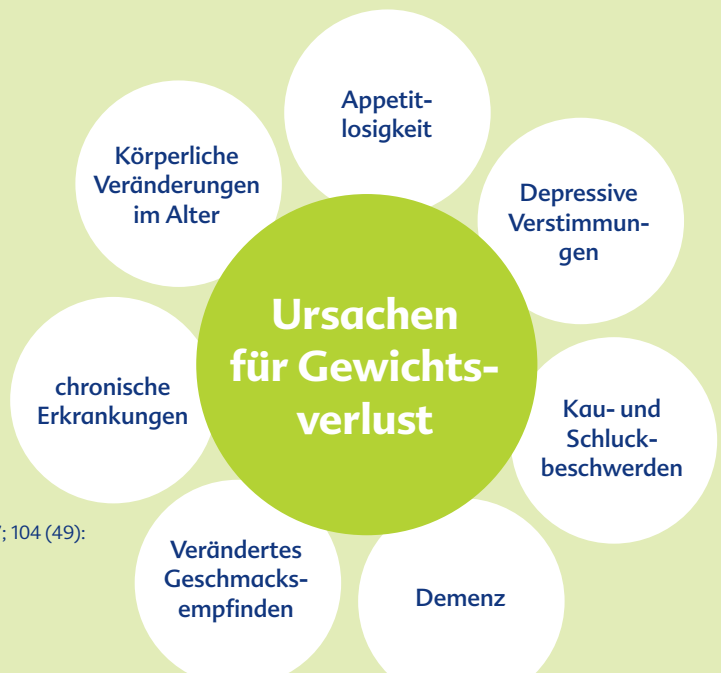 Appetit-
losigkeit
Körperliche
Veränderungen
im Alter
Depressive
Verstimmun-
gen
Ursachen
für Gewichts-
verlust
chronische
Erkrankungen
Kau- und
Schluck-
beschwerden
; 104 (49):
Verändertes
Geschmacks-
empfinden
Demenz